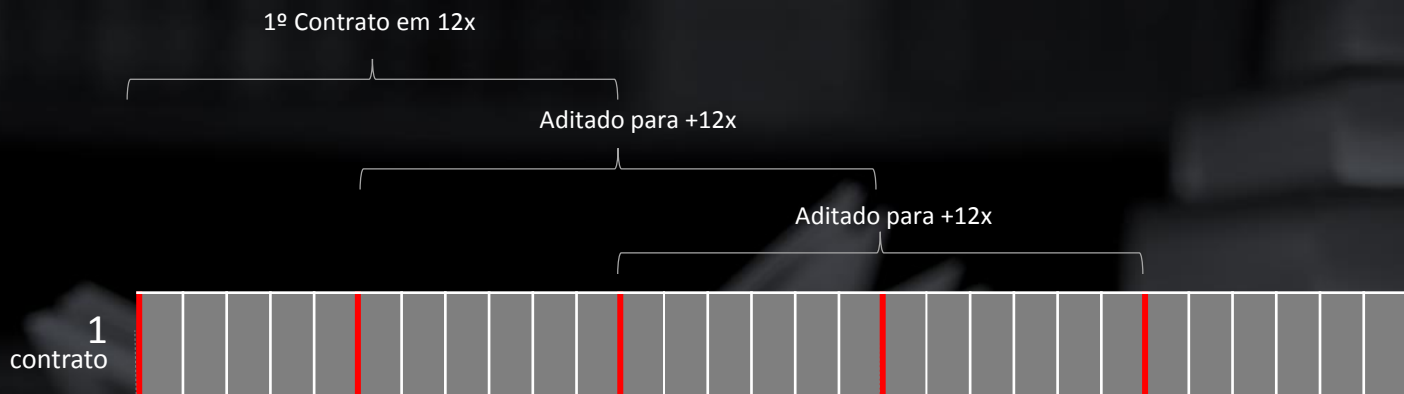 1º Contrato em 12x
Aditado para +12x
Aditado para +12x
1
contrato